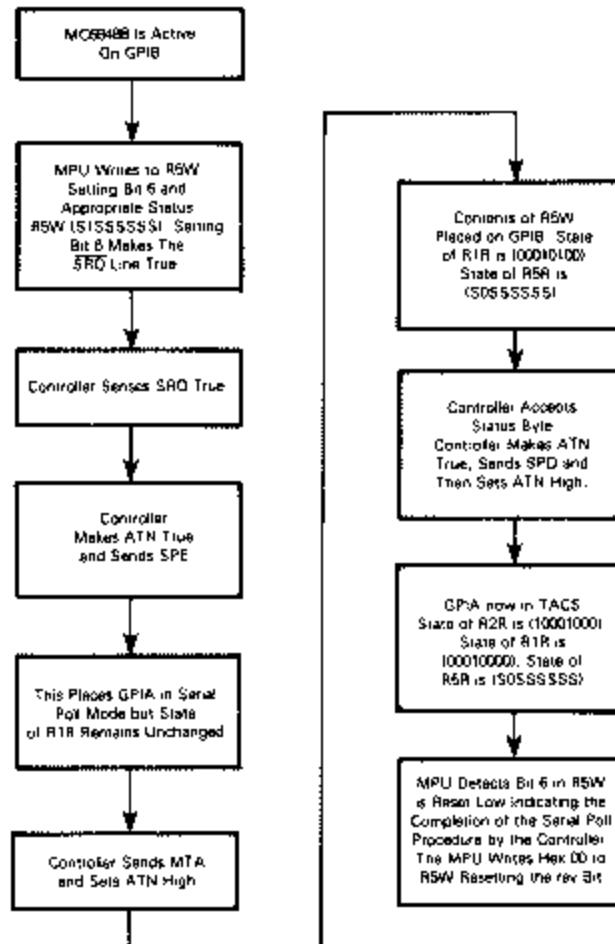 MC68488 Is Active
On GPIB
MPU Writes to R5W
Setting Bit 6 and
Appropriate Status
R5W (S1SSSSSS). Setting
Bit 6 Makes The
SRQ Line True
Controller Senses SRQ True
Controller
Makes ATN True
and Sends SPE
This Places GPIA in Serial
Poll Mode but State
of R1R Remains Unchanged
Controller Sends MTA
and Sets ATN High
Contents of R5W
Placed on GPIB. State
of R1R is (00010100)
State of R5R is
(S0SSSSSS)
Controller Accepts
Status Byte
Controller Makes ATN
True, Sends SPD and
Then Sets ATN High.
GPIA now in TACS
State of R2R is (10001000)
State of R1R is
(00010000). State of
R5R is (S0SSSSSS)
MPU Detects Bit 6 in R5W
is Reset Low indicating the
Completion of the Serial Poll
Procedure by the Controller
The MPU Writes Hex 00 to
R5W Resetting the rsv Bit